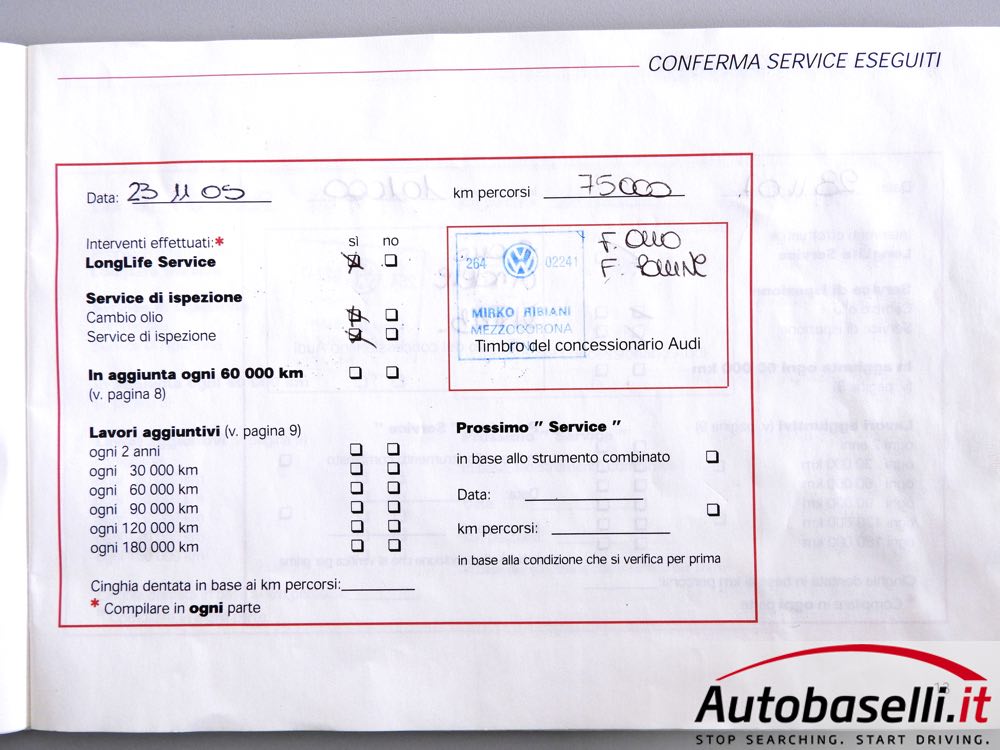 CONFERMA SERVICE ESEGUITI
Data: 23 11 05 km percorsi 75000
Interventi effettuati:* sì no
LongLife Service
Service di ispezione
Cambio olio
Service di ispezione
In aggiunta ogni 60 000 km
(v. pagina 8)
Lavori aggiuntivi (v. pagina 9)
ogni 2 anni
ogni 30 000 km
ogni 60 000 km
ogni 90 000 km
ogni 120 000 km
ogni 180 000 km
Cinghia dentata in base ai km percorsi:
* Compilare in ogni parte
F. OLIO
F.
264 02241
MIRKO RIBIANI
MEZZOCORONA
Timbro del concessionario Audi
Prossimo " Service "
in base allo strumento combinato
Data:
km percorsi:
in base alla condizione che si verifica per prima
13
Autobaselli.it
STOP SEARCHING. START DRIVING.